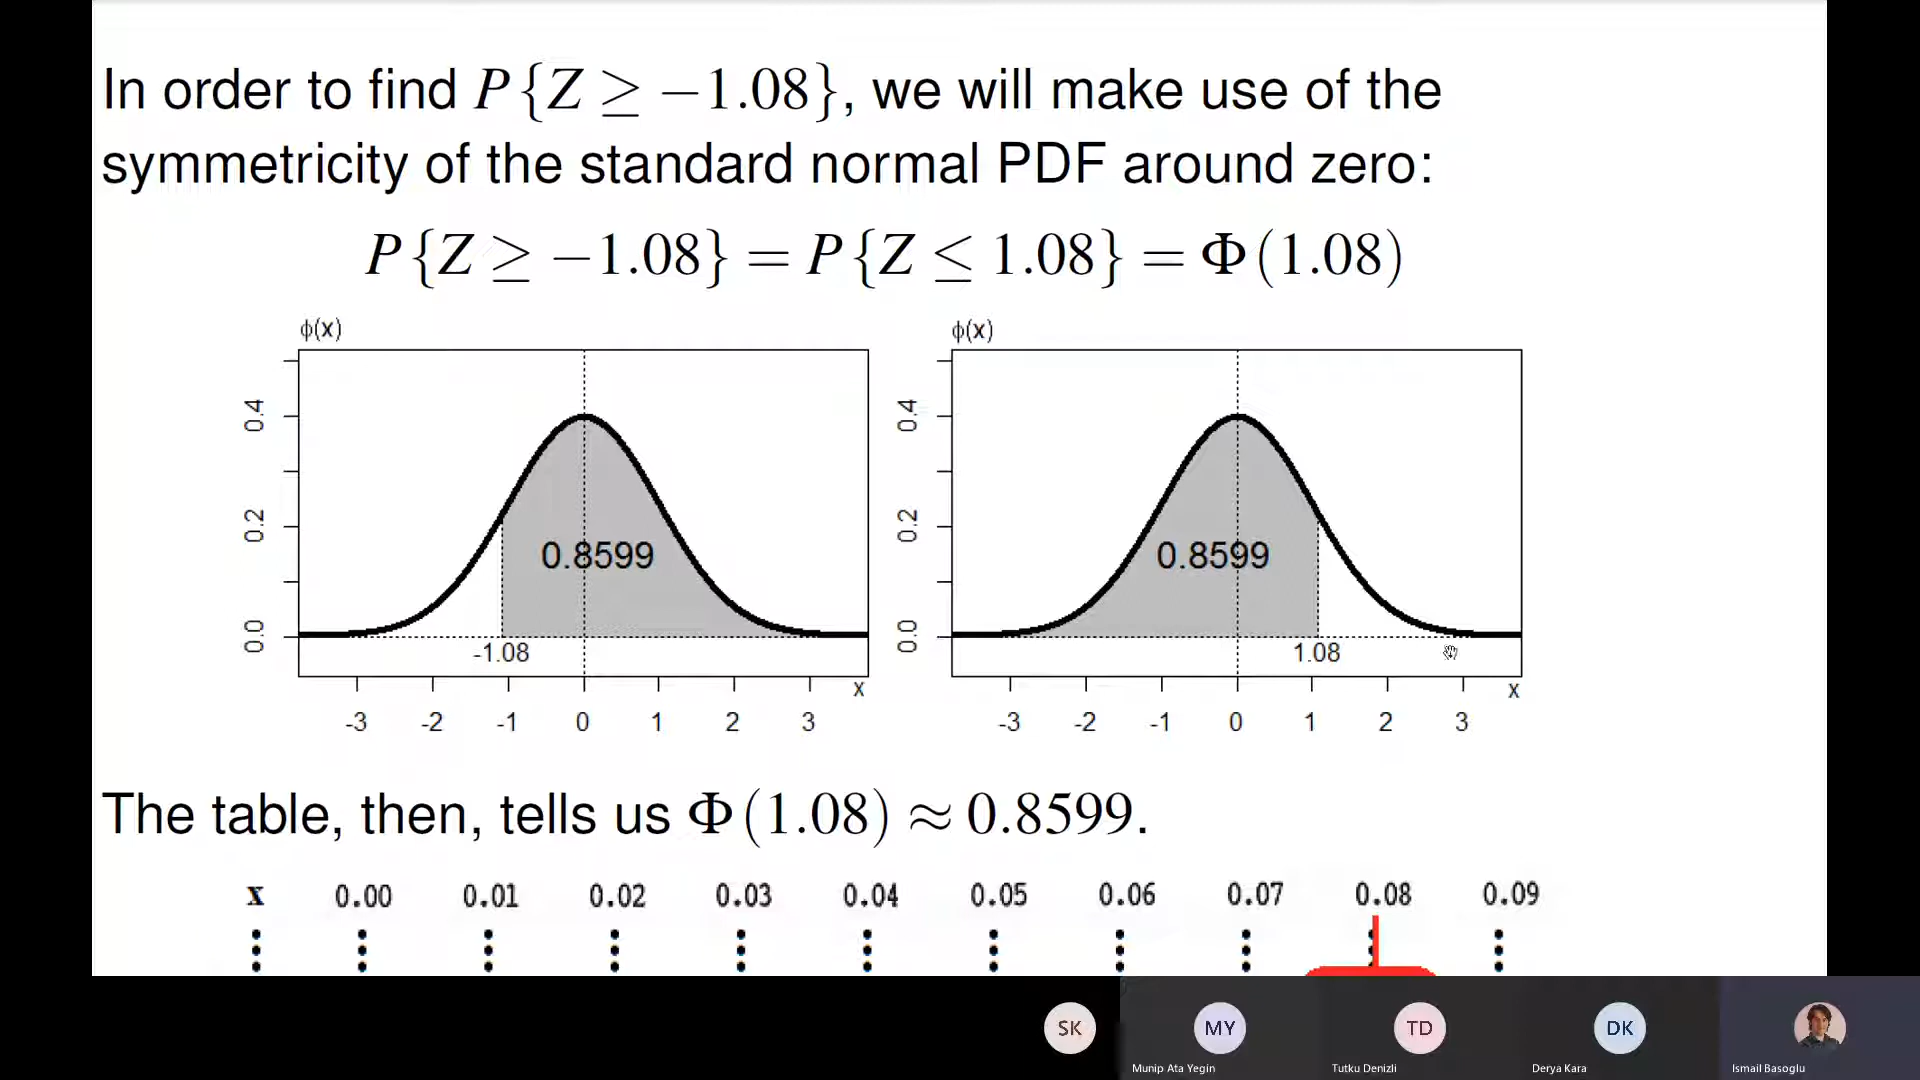 In order to find P{Z ≥ −1.08}, we will make use of the
symmetricity of the standard normal PDF around zero:
P{Z ≥ −1.08} = P{Z ≤ 1.08} = Φ(1.08)
ϕ(x)
0.4
0.2
0.0
0.8599
-1.08
x
-3 -2 -1 0 1 2 3
ϕ(x)
0.4
0.2
0.0
0.8599
1.08
x
-3 -2 -1 0 1 2 3
The table, then, tells us Φ(1.08) ≈ 0.8599.
x 0.00 0.01 0.02 0.03 0.04 0.05 0.06 0.07 0.08 0.09
SK
MY
TD
DK
Munip Ata Yegin
Tutku Denizli
Derya Kara
Ismail Basoglu